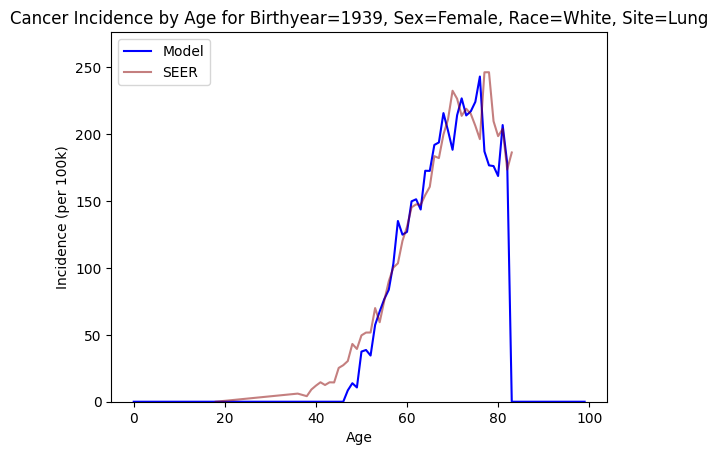 Cancer Incidence by Age for Birthyear=1939, Sex=Female, Race=White, Site=Lung
Model
SEER
250
200
150
100
50
0
Incidence (per 100k)
0 20 40 60 80 100
Age